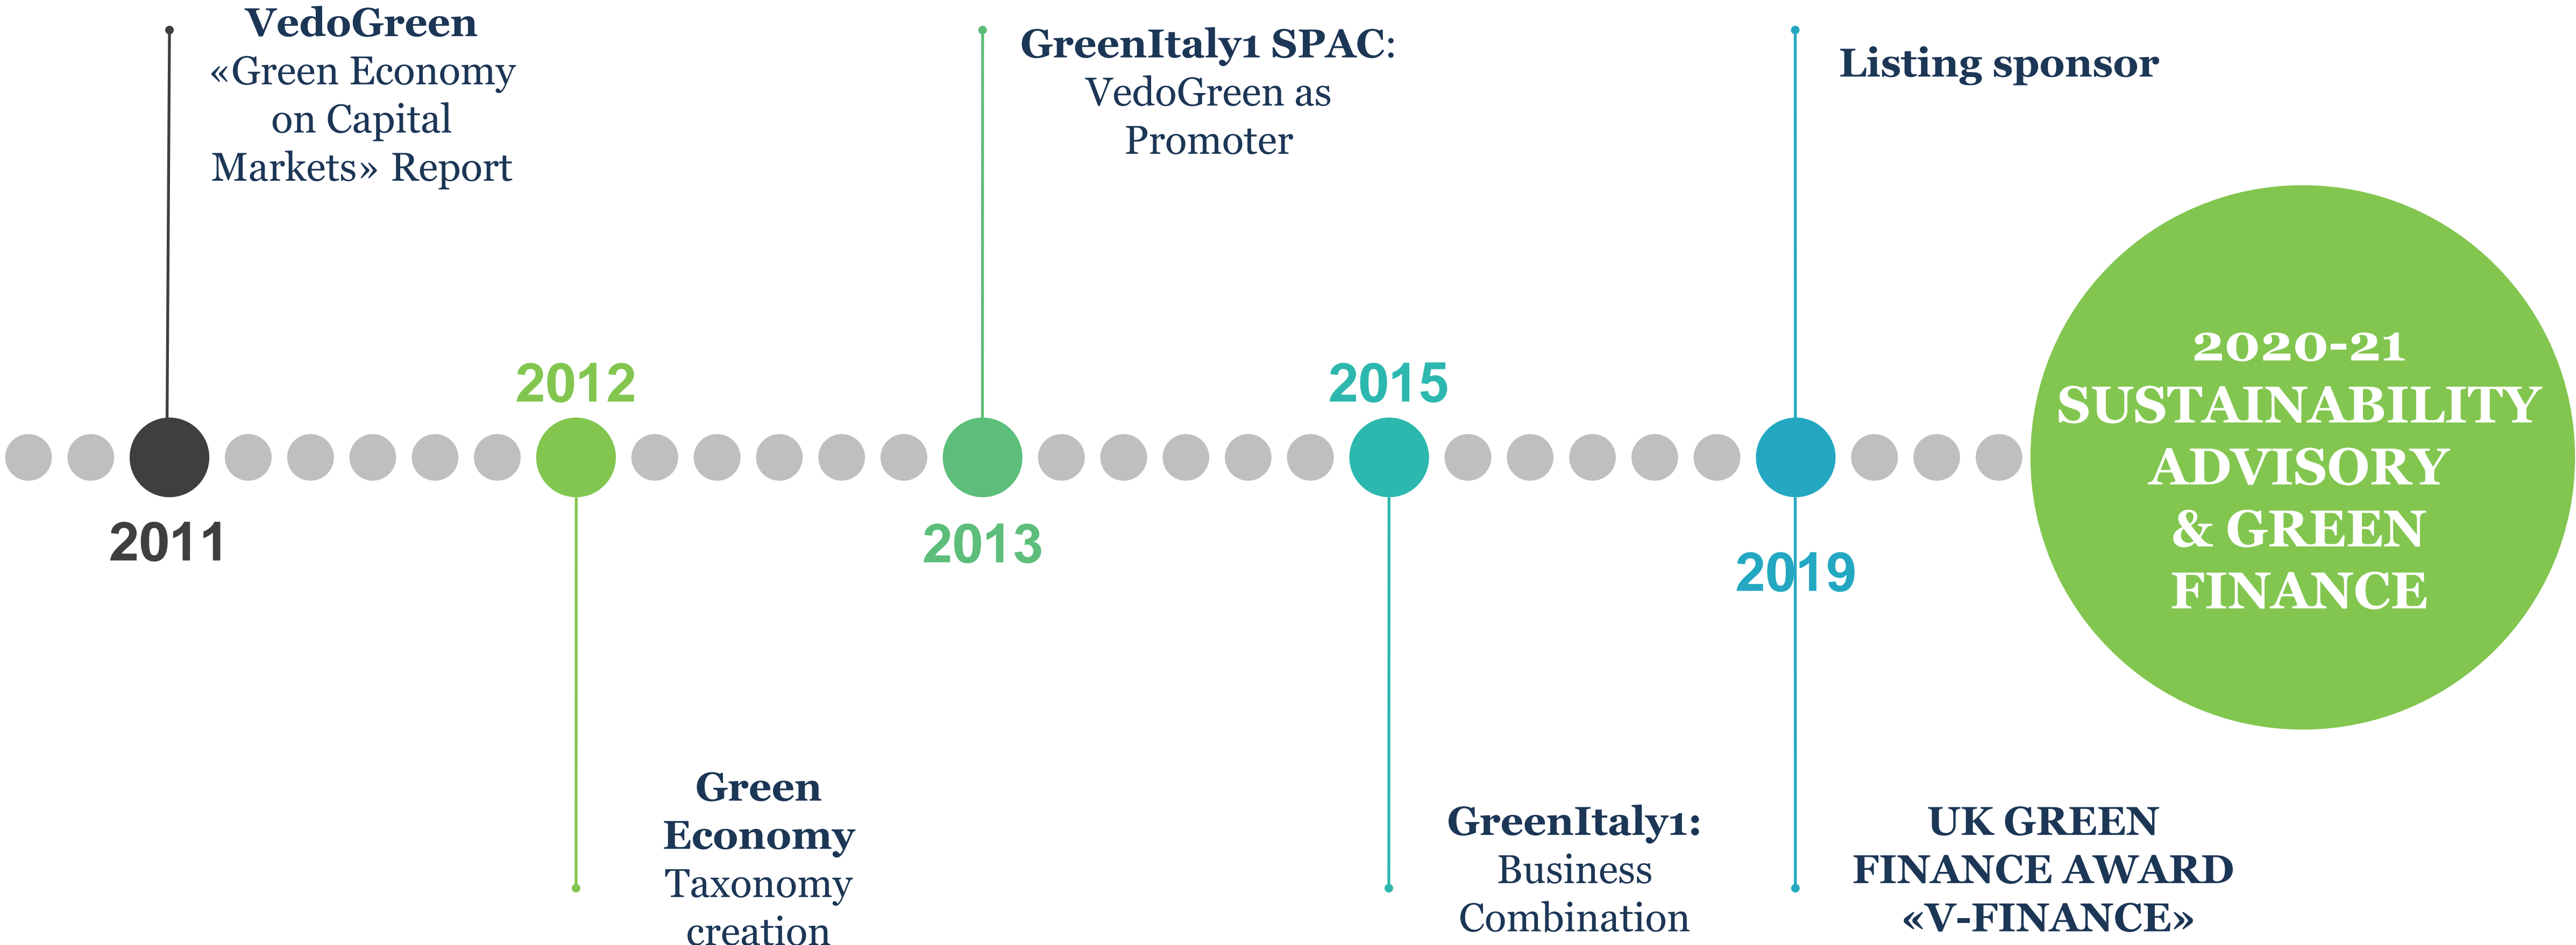 VedoGreen
«Green Economy
on Capital
Markets» Report
2011
2012
Green
Economy
Taxonomy
creation
GreenItaly1 SPAC:
VedoGreen as
Promoter
2013
2015
GreenItaly1:
Business
Combination
Listing sponsor
2019
UK GREEN
FINANCE AWARD
«V-FINANCE»
2020-21
SUSTAINABILITY
ADVISORY
& GREEN
FINANCE